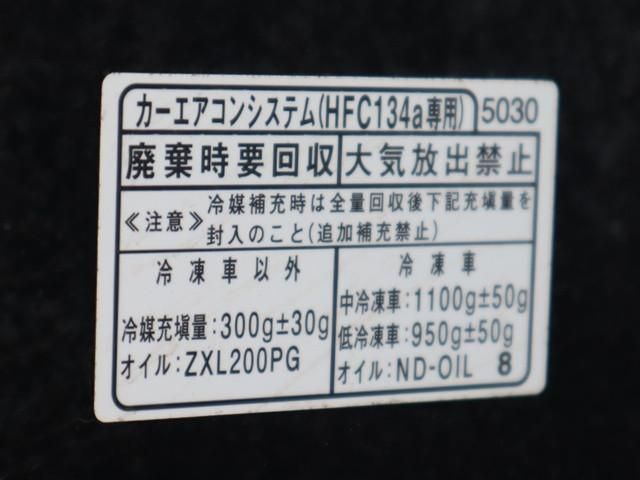 カーエアコンシステム(HFC134a専用) 5030
廃棄時要回収 大気放出禁止
≪注意≫ 冷媒補充時は全量回収後下記充填量を
封入のこと(追加補充禁止)
冷凍車以外
冷媒充填量:300g±30g
オイル:ZXL200PG
冷凍車
中冷凍車:1100g±50g
低冷凍車:950g±50g
オイル:ND-OIL 8